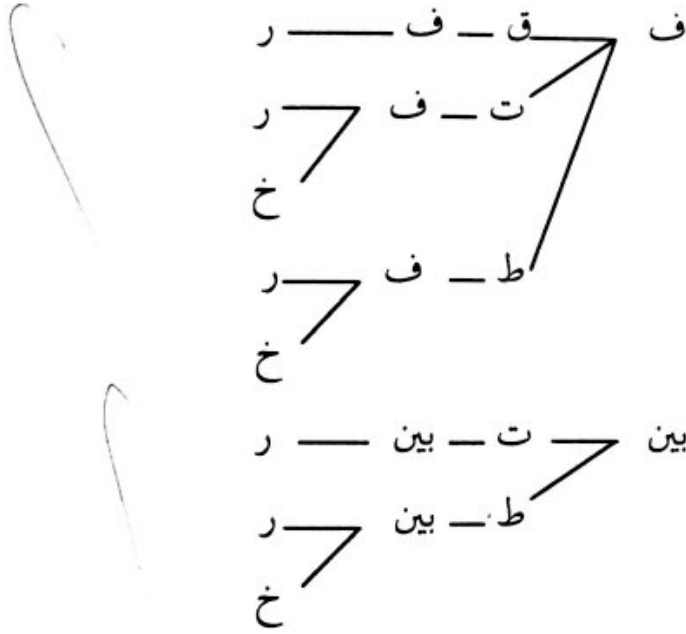 ف ق ف ر
ت ف ر
خ
ط ف ر
خ
بين ت بين ر
ط بين ر
خ